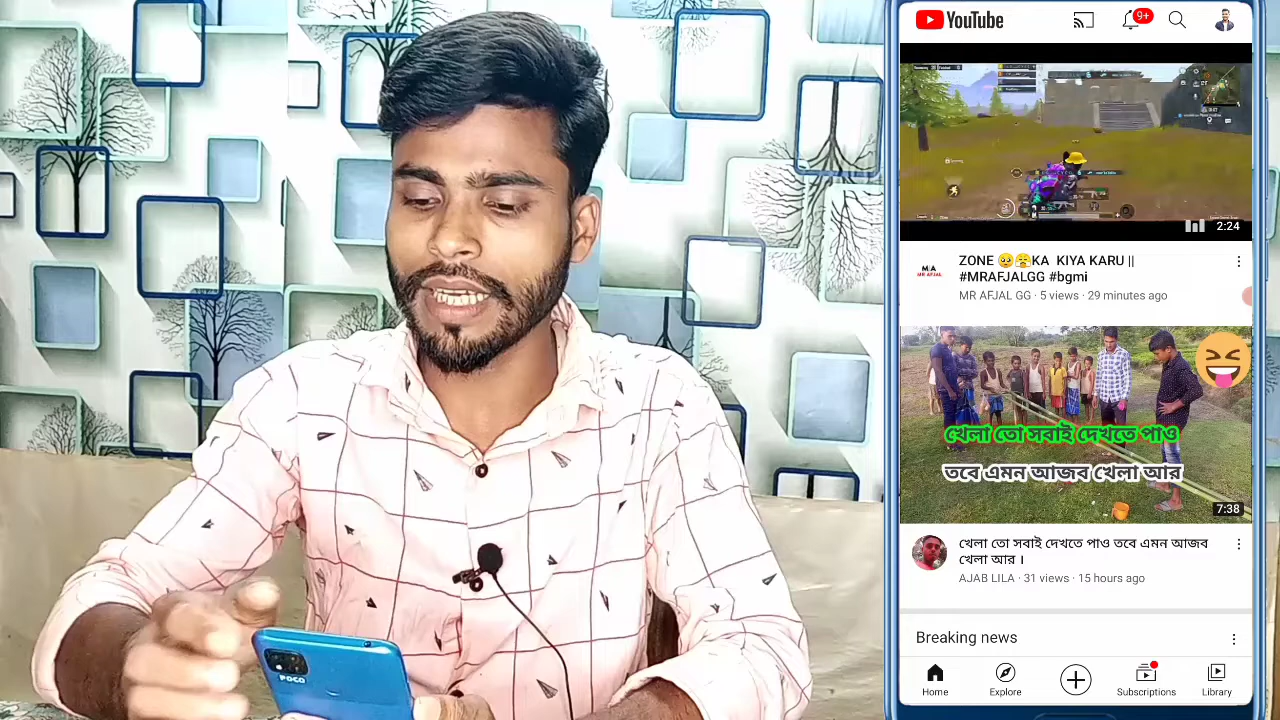 YouTube
9+
2:24
ZONE 🥹😤KA KIYA KARU ||
#MRAFJALGG #bgmi
MR AFJAL GG · 5 views · 29 minutes ago
M|A
MR AFJAL
খেলা তো সবাই দেখতে পাও
তবে এমন আজব খেলা আর
7:38
খেলা তো সবাই দেখতে পাও তবে এমন আজব
খেলা আর ।
AJAB LILA · 31 views · 15 hours ago
Breaking news
Home
Explore
Subscriptions
Library
POCO